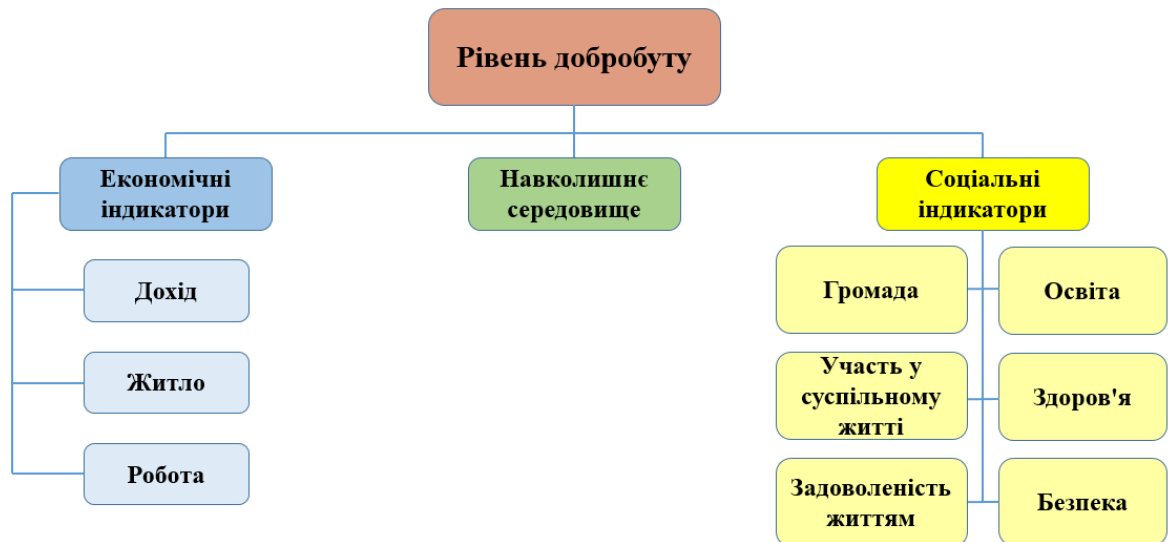 Рівень добробуту
Економічні
індикатори
Навколишнє
середовище
Соціальні
індикатори
Дохід
Житло
Робота
Громада
Освіта
Участь у
суспільному
житті
Здоров'я
Задоволеність
життям
Безпека